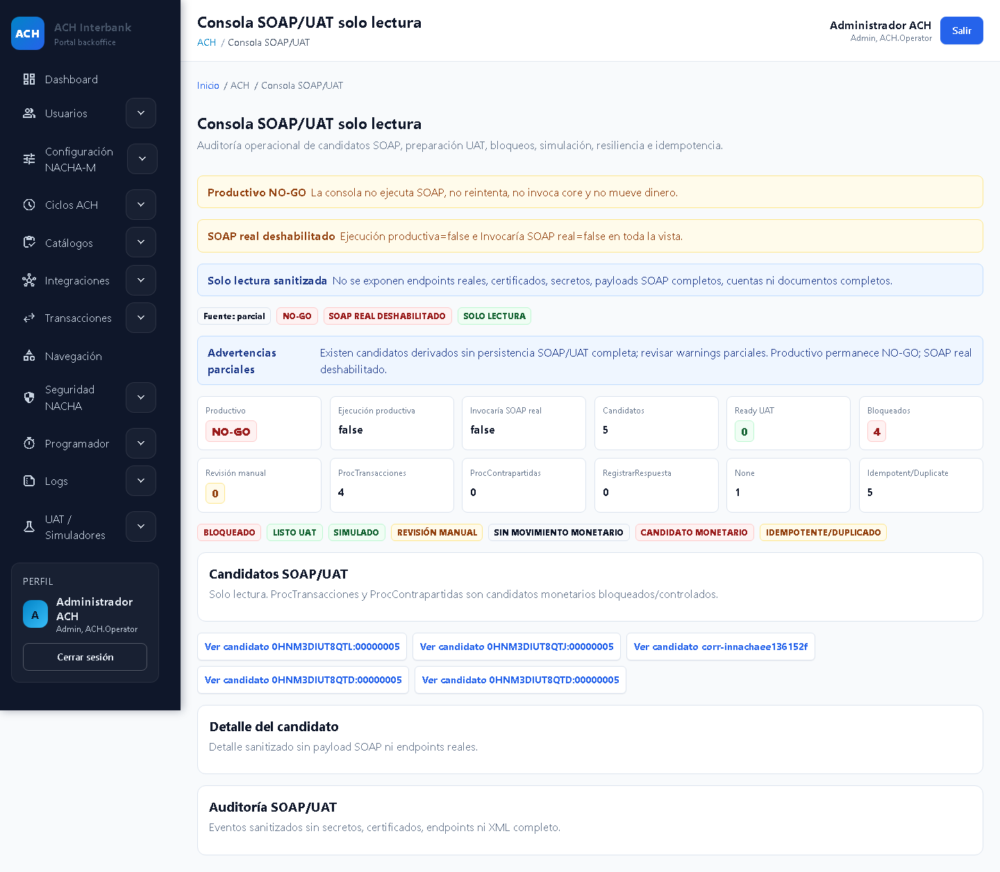 ACH
ACH Interbank
Portal backoffice
Dashboard
Usuarios
Configuración
NACHA-M
Ciclos ACH
Catálogos
Integraciones
Transacciones
Navegación
Seguridad
NACHA
Programador
Logs
UAT /
Simuladores
PERFIL
A
Administrador
ACH
Admin, ACH.Operator
Cerrar sesión
Consola SOAP/UAT solo lectura
ACH / Consola SOAP/UAT
Administrador ACH
Admin, ACH.Operator
Salir
Inicio / ACH / Consola SOAP/UAT
Consola SOAP/UAT solo lectura
Auditoría operacional de candidatos SOAP, preparación UAT, bloqueos, simulación, resiliencia e idempotencia.
Productivo NO-GO La consola no ejecuta SOAP, no reintenta, no invoca core y no mueve dinero.
SOAP real deshabilitado Ejecución productiva=false e Invocaría SOAP real=false en toda la vista.
Solo lectura sanitizada No se exponen endpoints reales, certificados, secretos, payloads SOAP completos, cuentas ni documentos completos.
Fuente: parcial NO-GO SOAP REAL DESHABILITADO SOLO LECTURA
Advertencias
parciales
Existen candidatos derivados sin persistencia SOAP/UAT completa; revisar warnings parciales. Productivo permanece NO-GO; SOAP real
deshabilitado.
Productivo
NO-GO
Ejecución productiva
false
Invocaría SOAP real
false
Candidatos
5
Ready UAT
0
Bloqueados
4
Revisión manual
0
ProcTransacciones
4
ProcContrapartidas
0
RegistrarRespuesta
0
None
1
Idempotent/Duplicate
5
BLOQUEADO LISTO UAT SIMULADO REVISIÓN MANUAL SIN MOVIMIENTO MONETARIO CANDIDATO MONETARIO IDEMPOTENTE/DUPLICADO
Candidatos SOAP/UAT
Solo lectura. ProcTransacciones y ProcContrapartidas son candidatos monetarios bloqueados/controlados.
Ver candidato 0HNM3DIUT8QTL:00000005 Ver candidato 0HNM3DIUT8QTJ:00000005 Ver candidato corr-innachaee136152f
Ver candidato 0HNM3DIUT8QTD:00000005 Ver candidato 0HNM3DIUT8QTD:00000005
Detalle del candidato
Detalle sanitizado sin payload SOAP ni endpoints reales.
Auditoría SOAP/UAT
Eventos sanitizados sin secretos, certificados, endpoints ni XML completo.